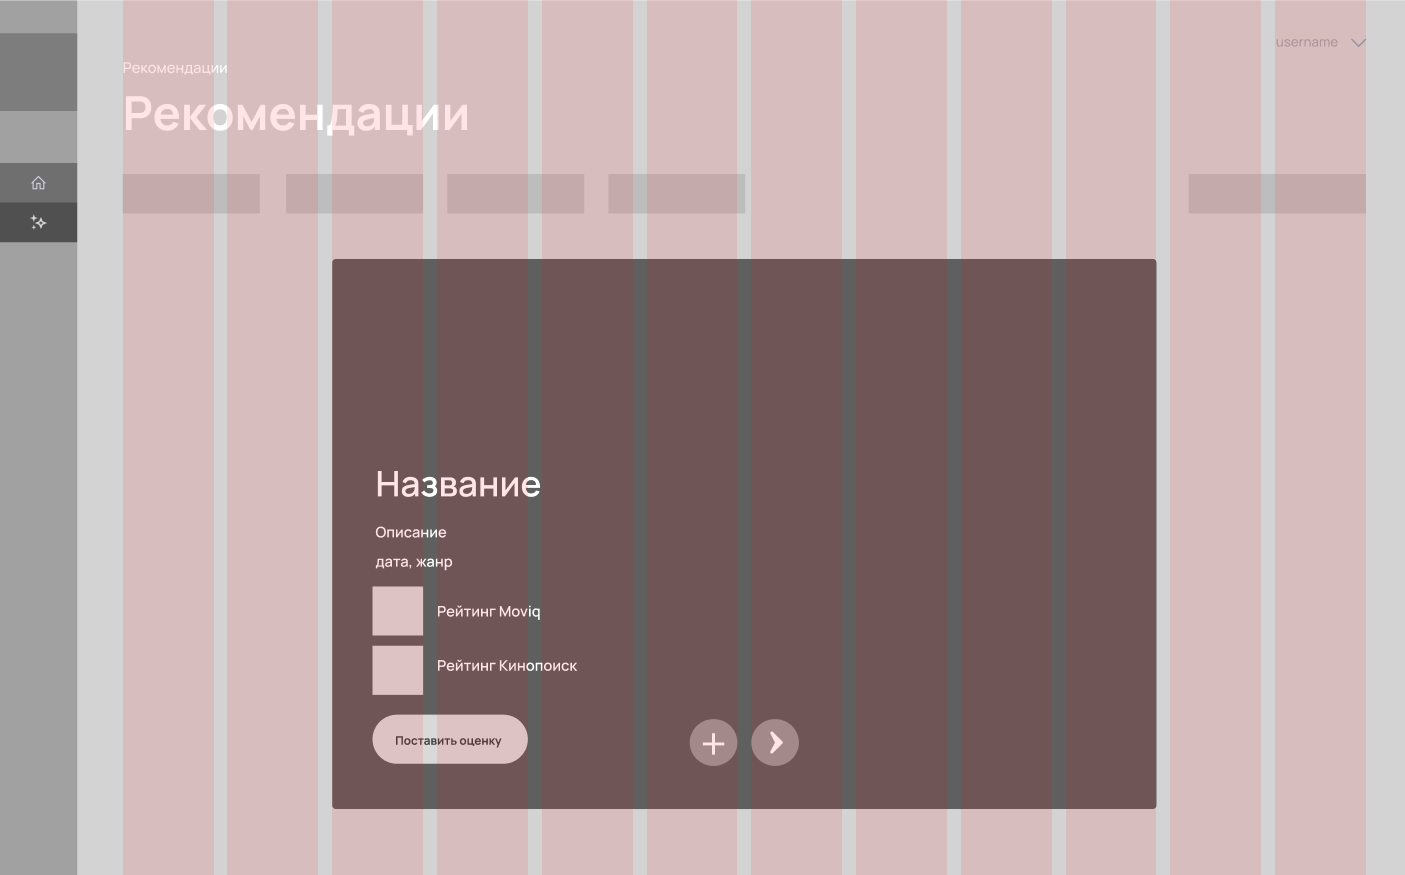 username
Рекомендации
Рекомендации
Название
Описание
дата, жанр
Рейтинг Moviq
Рейтинг Кинопоиск
Поставить оценку